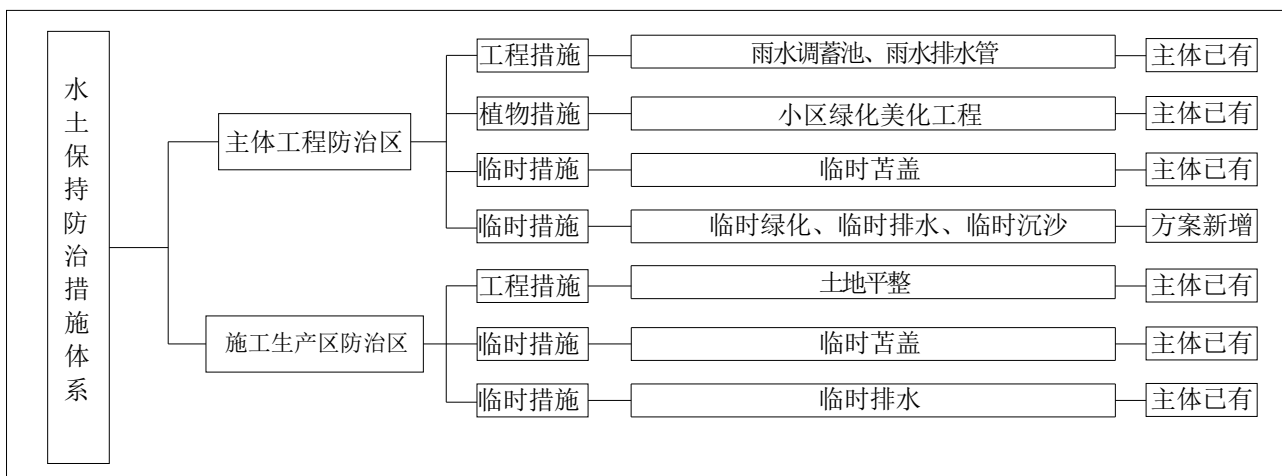 水土保持防治措施体系
主体工程防治区
工程措施 雨水调蓄池、雨水排水管 主体已有
植物措施 小区绿化美化工程 主体已有
临时措施 临时苫盖 主体已有
临时措施 临时绿化、临时排水、临时沉沙 方案新增
施工生产区防治区
工程措施 土地平整 主体已有
临时措施 临时苫盖 主体已有
临时措施 临时排水 主体已有